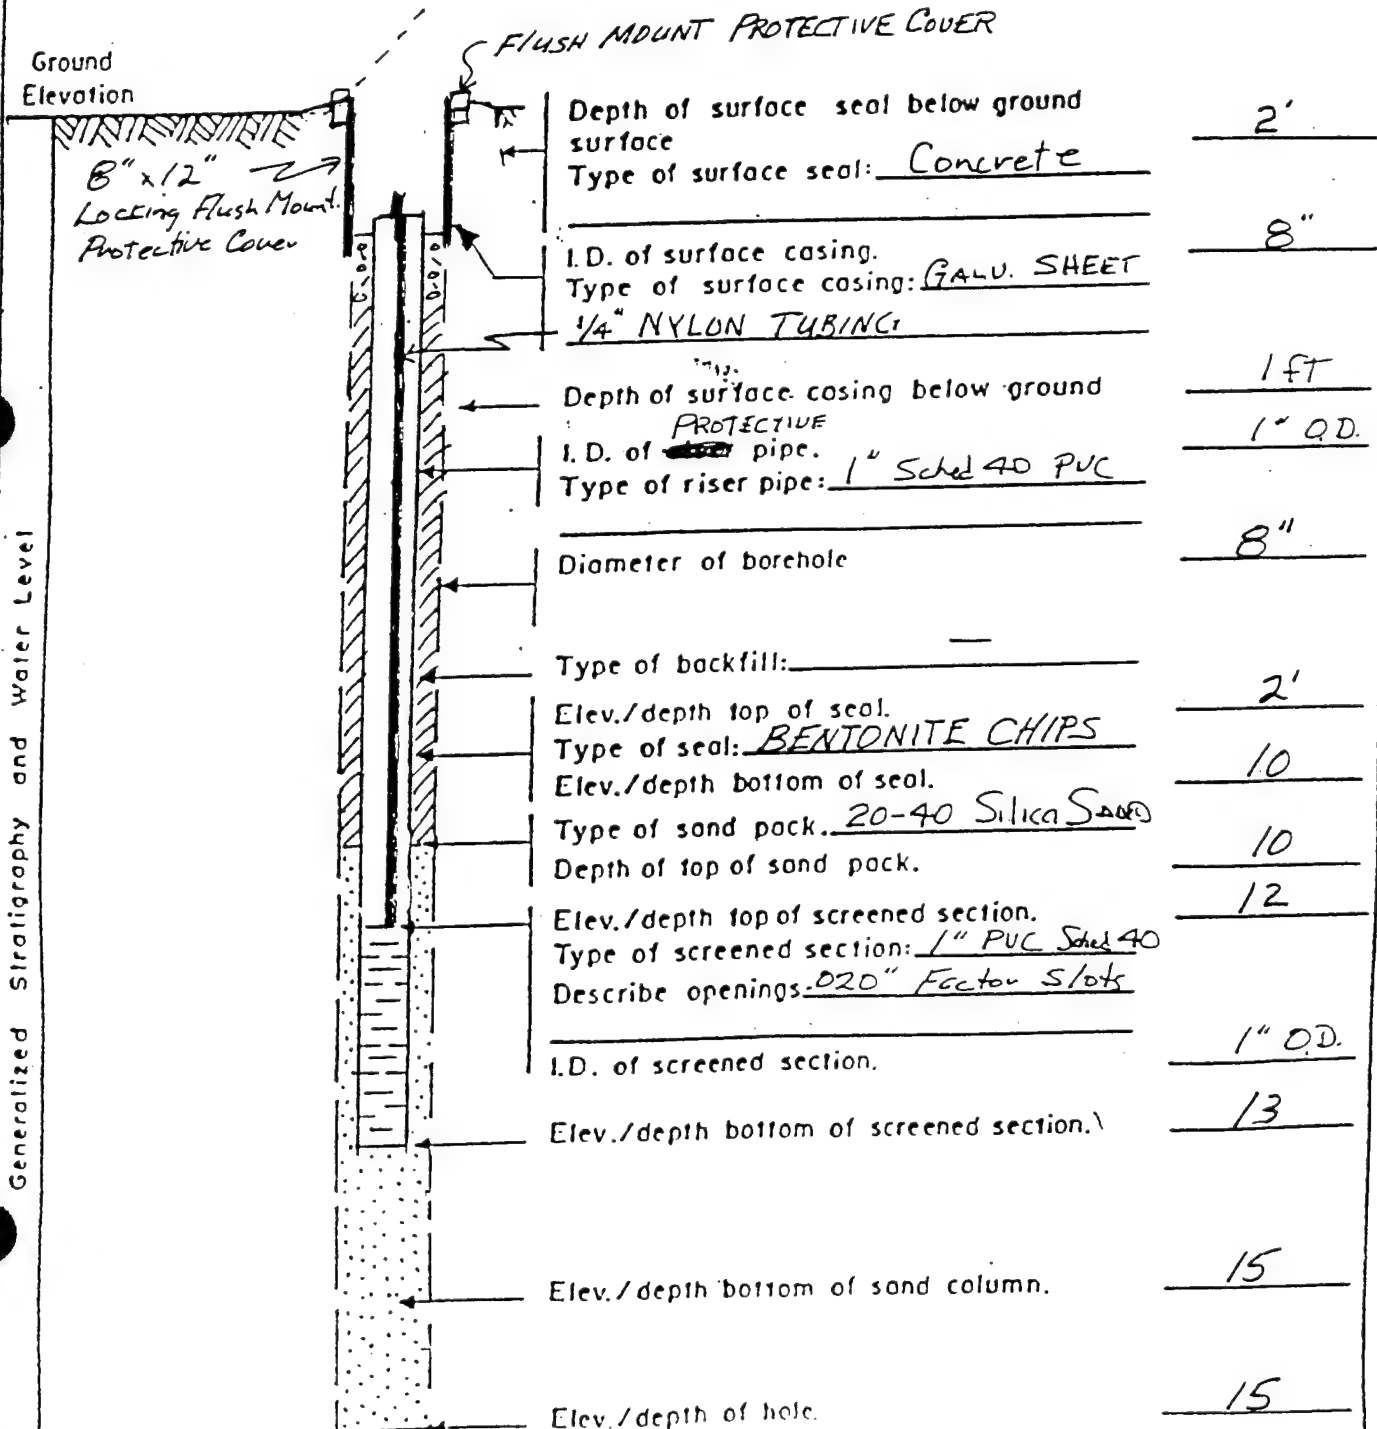 FLUSH MOUNT PROTECTIVE COVER
Ground
Elevation
8" x 12"
Locking Flush Mount
Protective Cover
Generalized Stratigraphy and Water Level
Depth of surface seal below ground
surface 2'
Type of surface seal: Concrete
I.D. of surface casing. 8"
Type of surface casing: GALV. SHEET
1/4" NYLON TUBING
Depth of surface casing below ground 1 FT
PROTECTIVE
I.D. of pipe. 1" O.D.
Type of riser pipe: 1" Sched 40 PVC
Diameter of borehole 8"
Type of backfill: —
Elev./depth top of seal. 2'
Type of seal: BENTONITE CHIPS
Elev./depth bottom of seal. 10
Type of sand pack. 20-40 Silica SAND
Depth of top of sand pack. 10
Elev./depth top of screened section. 12
Type of screened section: 1" PVC Sched 40
Describe openings. .020" Slots
I.D. of screened section. 1" O.D.
Elev./depth bottom of screened section. 13
Elev./depth bottom of sand column. 15
Elev./depth of hole. 15